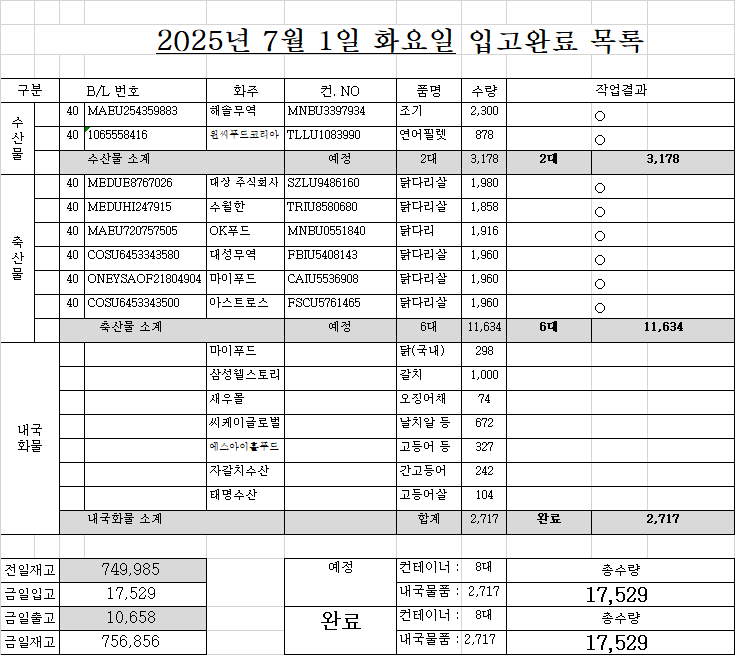 2025년 7월 1일 화요일 입고완료 목록
구분 B/L 번호 화주 컨. NO 품명 수량 작업결과
수산물
40 MAEU254359883 해솔무역 MNBU3397934 조기 2,300 ○
40 1065558416 원씨푸드코리아 TLLU1083990 연어필렛 878 ○
수산물 소계 예정 2대 3,178 2대 3,178
축산물
40 MEDUE8767026 대상 주식회사 SZLU9486160 닭다리살 1,980 ○
40 MEDUHI247915 수월한 TRIU8580680 닭다리살 1,858 ○
40 MAEU720757505 OK푸드 MNBU0551840 닭다리 1,916 ○
40 COSU6453343580 대성무역 FBIU5408143 닭다리살 1,960 ○
40 ONEYSAOF21804904 마이푸드 CAIU5536908 닭다리살 1,960 ○
40 COSU6453343500 아스트로스 FSCU5761465 닭다리살 1,960 ○
축산물 소계 예정 6대 11,634 6대 11,634
내국
화물
마이푸드 닭(국내) 298
삼성웰스토리 갈치 1,000
새우몰 오징어채 74
씨케이글로벌 날치알 등 672
에스아이홀푸드 고등어 등 327
자갈치수산 간고등어 242
태명수산 고등어살 104
내국화물 소계 합계 2,717 완료 2,717
전일재고 749,985 예정 컨테이너 : 8대 총수량
금일입고 17,529 내국물품 : 2,717 17,529
금일출고 10,658 완료 컨테이너 : 8대 총수량
금일재고 756,856 내국물품 : 2,717 17,529